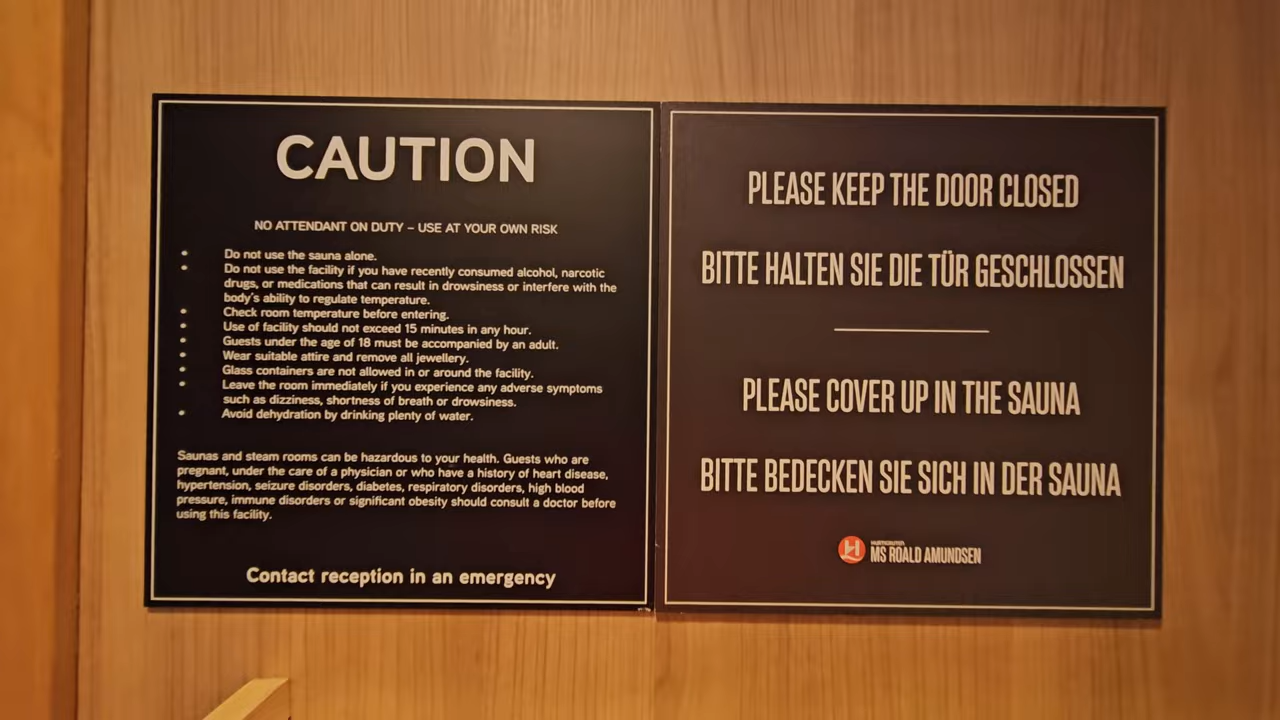 CAUTION
NO ATTENDANT ON DUTY – USE AT YOUR OWN RISK
• Do not use the sauna alone.
• Do not use the facility if you have recently consumed alcohol, narcotic
drugs, or medications that can result in drowsiness or interfere with the
body's ability to regulate temperature.
• Check room temperature before entering.
• Use of facility should not exceed 15 minutes in any hour.
• Guests under the age of 18 must be accompanied by an adult.
• Wear suitable attire and remove all jewellery.
• Glass containers are not allowed in or around the facility.
• Leave the room immediately if you experience any adverse symptoms
such as dizziness, shortness of breath or drowsiness.
• Avoid dehydration by drinking plenty of water.
Saunas and steam rooms can be hazardous to your health. Guests who are
pregnant, under the care of a physician or who have a history of heart disease,
hypertension, seizure disorders, diabetes, respiratory disorders, high blood
pressure, immune disorders or significant obesity should consult a doctor before
using this facility.
Contact reception in an emergency
PLEASE KEEP THE DOOR CLOSED
BITTE HALTEN SIE DIE TÜR GESCHLOSSEN
PLEASE COVER UP IN THE SAUNA
BITTE BEDECKEN SIE SICH IN DER SAUNA
HURTIGRUTEN
MS ROALD AMUNDSEN